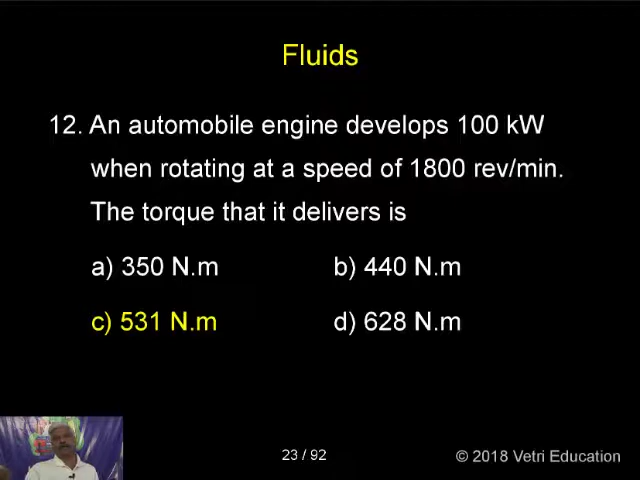 Fluids
12. An automobile engine develops 100 kW
when rotating at a speed of 1800 rev/min.
The torque that it delivers is
a) 350 N.m b) 440 N.m
c) 531 N.m d) 628 N.m
23 / 92
© 2018 Vetri Education